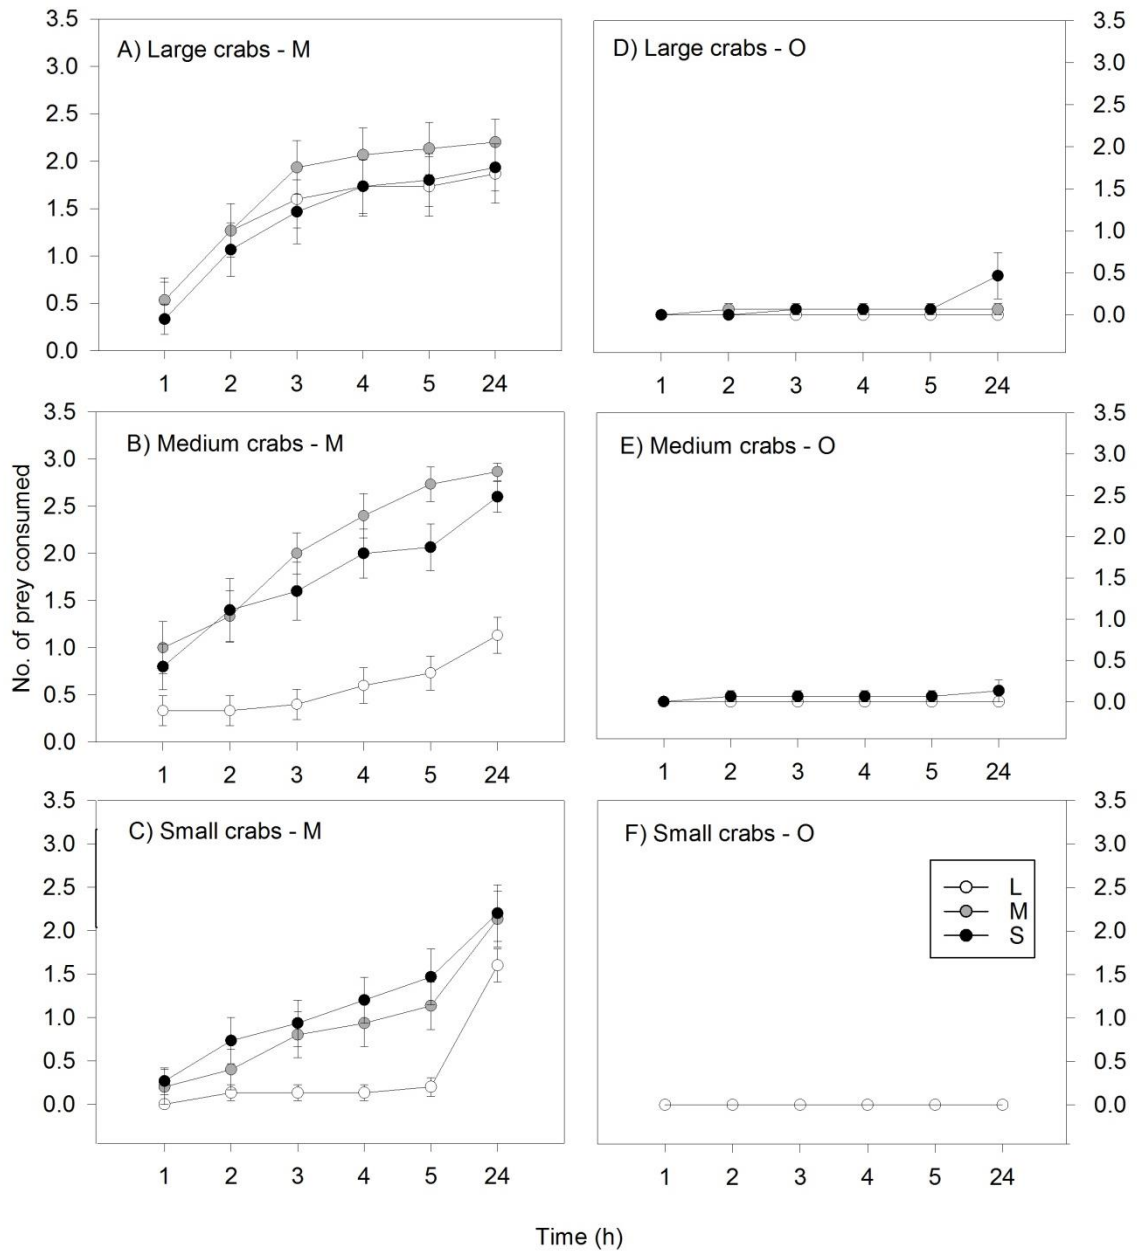 A) Large crabs - M
3.5
3.0
2.5
2.0
1.5
1.0
0.5
0.0
1 2 3 4 5 24
D) Large crabs - O
3.5
3.0
2.5
2.0
1.5
1.0
0.5
0.0
1 2 3 4 5 24
B) Medium crabs - M
3.5
3.0
2.5
2.0
1.5
1.0
0.5
0.0
1 2 3 4 5 24
No. of prey consumed
E) Medium crabs - O
3.5
3.0
2.5
2.0
1.5
1.0
0.5
0.0
1 2 3 4 5 24
C) Small crabs - M
3.5
3.0
2.5
2.0
1.5
1.0
0.5
0.0
1 2 3 4 5 24
F) Small crabs - O
L
M
S
3.5
3.0
2.5
2.0
1.5
1.0
0.5
0.0
1 2 3 4 5 24
Time (h)